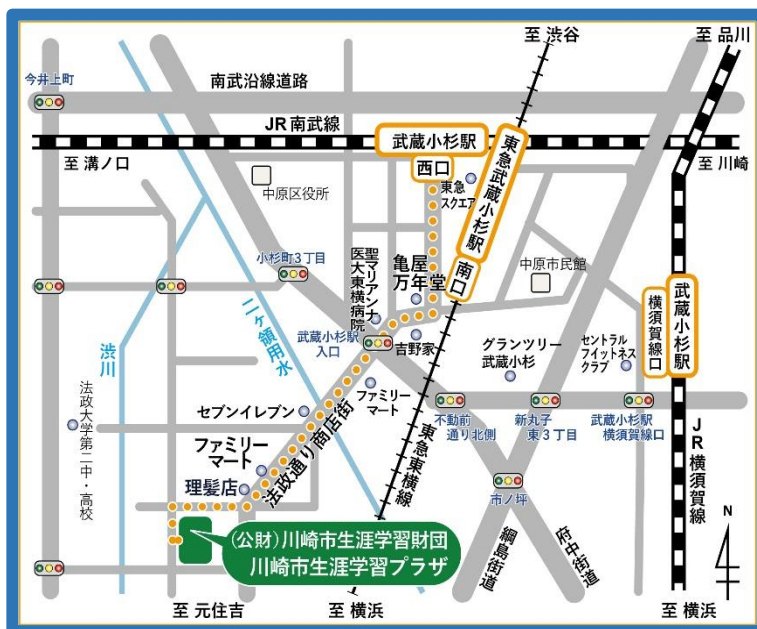 至 渋谷
至 品川
今井上町
南武沿線道路
JR南武線
武蔵小杉駅
西口
至 溝ノ口
至 川崎
東急
スクエア
東急武蔵小杉駅
南口
中原区役所
小杉町3丁目
聖マリアンナ
医大東横病院
亀屋
万年堂
中原市民館
武蔵小杉駅
横須賀線口
渋川
二ヶ領用水
武蔵小杉駅
入口
吉野家
グランツリー
武蔵小杉
セントラル
フイットネス
クラブ
ファミリー
マート
法政大学第二中・高校
セブンイレブン
不動前
通り北側
新丸子
東3丁目
武蔵小杉駅
横須賀線口
ファミリー
マート
法政通り商店街
東急東横線
JR横須賀線
理髪店
市ノ坪
綱島街道
府中街道
N
(公財)川崎市生涯学習財団
川崎市生涯学習プラザ
至 元住吉
至 横浜
至 横浜